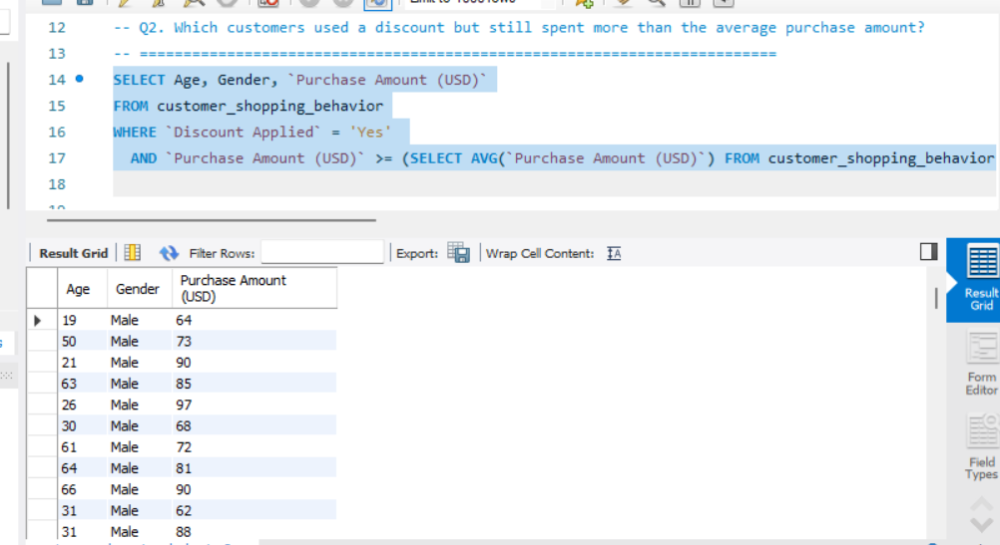 12 -- Q2. Which customers used a discount but still spent more than the average purchase amount?
13 -- ========================================================================
14 SELECT Age, Gender, `Purchase Amount (USD)`
15 FROM customer_shopping_behavior
16 WHERE `Discount Applied` = 'Yes'
17 AND `Purchase Amount (USD)` >= (SELECT AVG(`Purchase Amount (USD)`) FROM customer_shopping_behavior
18
Result Grid Filter Rows: Export: Wrap Cell Content:
Age Gender Purchase Amount (USD)
19 Male 64
50 Male 73
21 Male 90
63 Male 85
26 Male 97
30 Male 68
61 Male 72
64 Male 81
66 Male 90
31 Male 62
31 Male 88
Result
Grid
Form
Editor
Field
Types